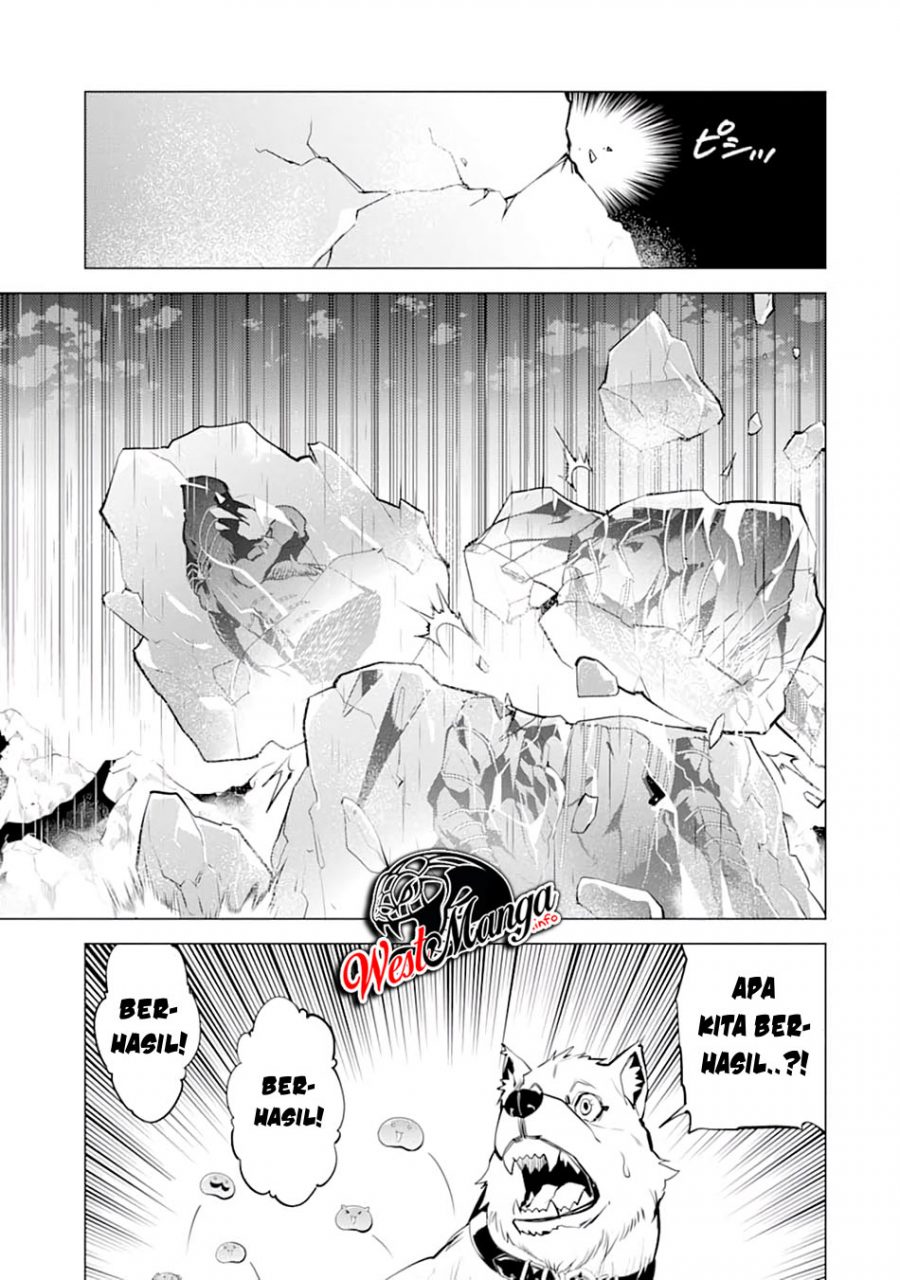 ピシッ
APA
KITA BER-
HASIL..?!
BER-
HASIL!
BER-
HASIL!
WestManga
.info